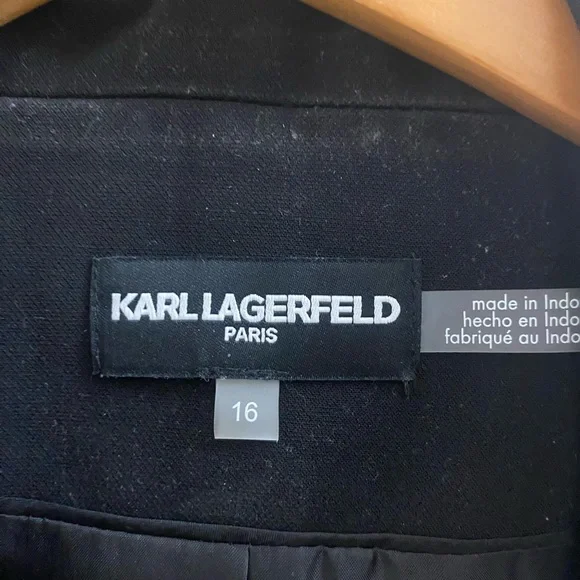 KARL LAGERFELD
PARIS
made in Indo
hecho en Indo
fabriqué au Indo
16